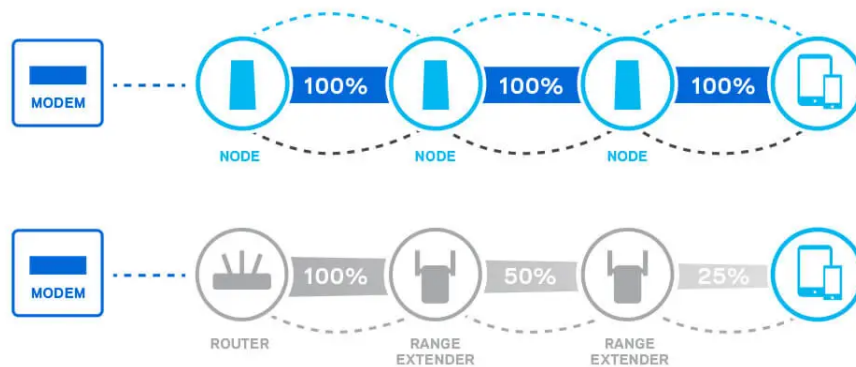 MODEM
100%
100%
100%
NODE
NODE
NODE
MODEM
100%
50%
25%
ROUTER
RANGE
EXTENDER
RANGE
EXTENDER